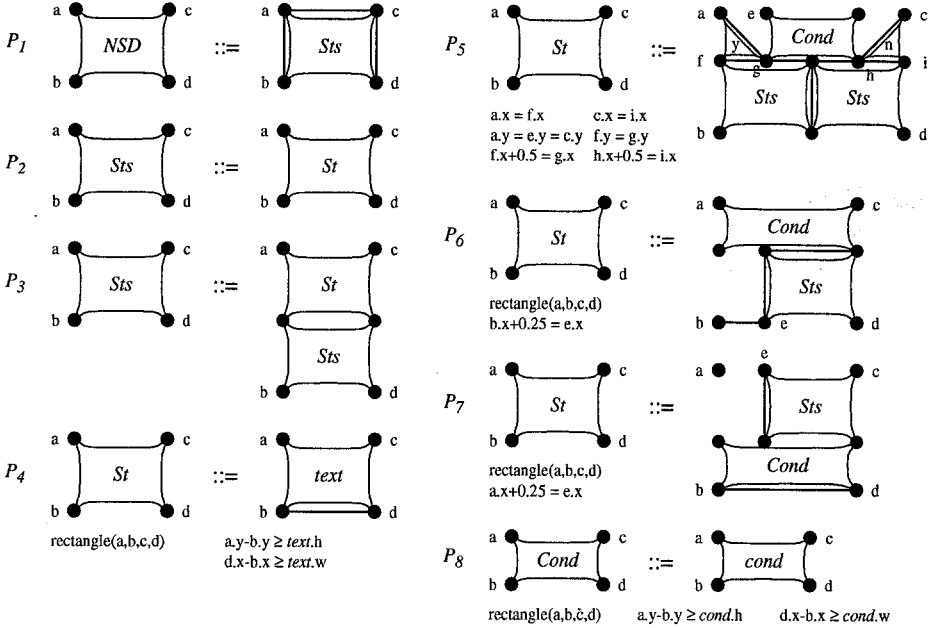 P1 a c NSD b d ::= a c Sts b d
P2 a c Sts b d ::= a c St b d
P3 a c Sts b d ::= a c St Sts b d
P4 a c St b d ::= a c text b d
rectangle(a,b,c,d) a.y-b.y ≥ text.h
d.x-b.x ≥ text.w
P5 a c St b d ::= a e c Cond y n f g h i Sts Sts b d
a.x = f.x c.x = i.x
a.y = e.y = c.y f.y = g.y
f.x+0.5 = g.x h.x+0.5 = i.x
P6 a c St b d ::= a c Cond Sts b e d
rectangle(a,b,c,d)
b.x+0.25 = e.x
P7 a c St b d ::= a e c Sts Cond b d
rectangle(a,b,c,d)
a.x+0.25 = e.x
P8 a c Cond b d ::= a c cond b d
rectangle(a,b,c,d) a.y-b.y ≥ cond.h d.x-b.x ≥ cond.w